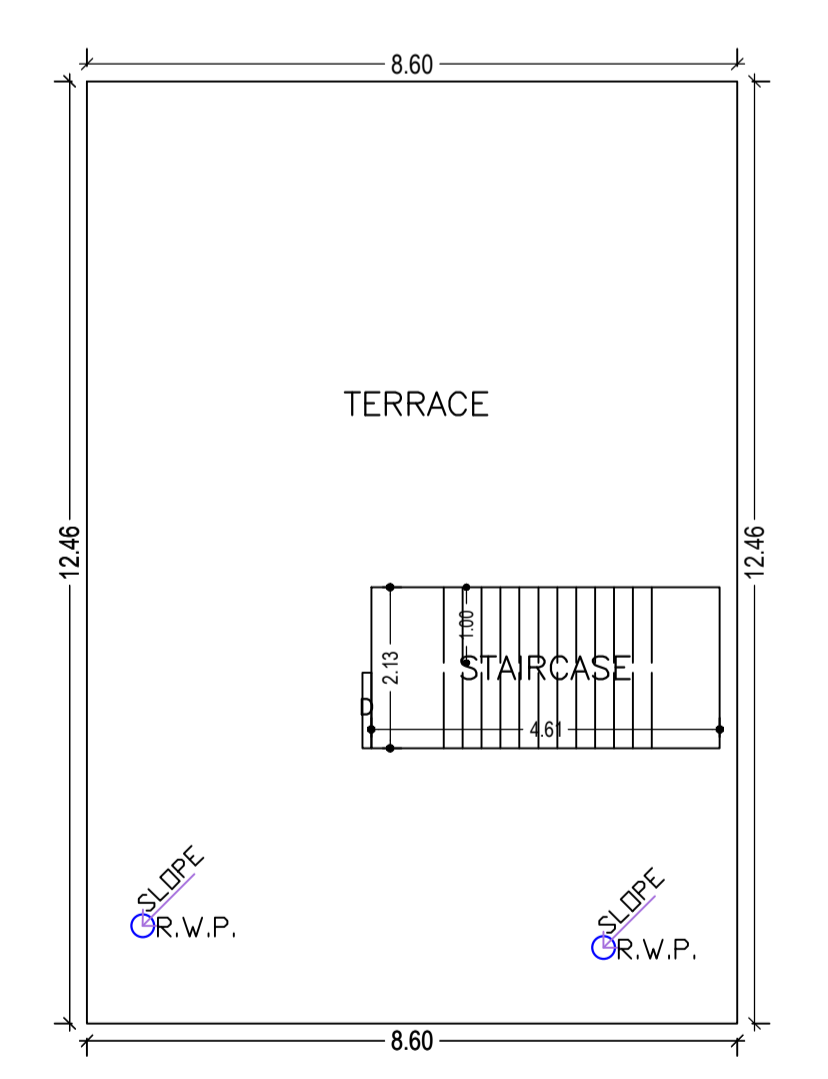 8.60
TERRACE
12.46
12.46
1.00
2.13
STAIRCASE
D
4.61
SLOPE
R.W.P.
SLOPE
R.W.P.
8.60